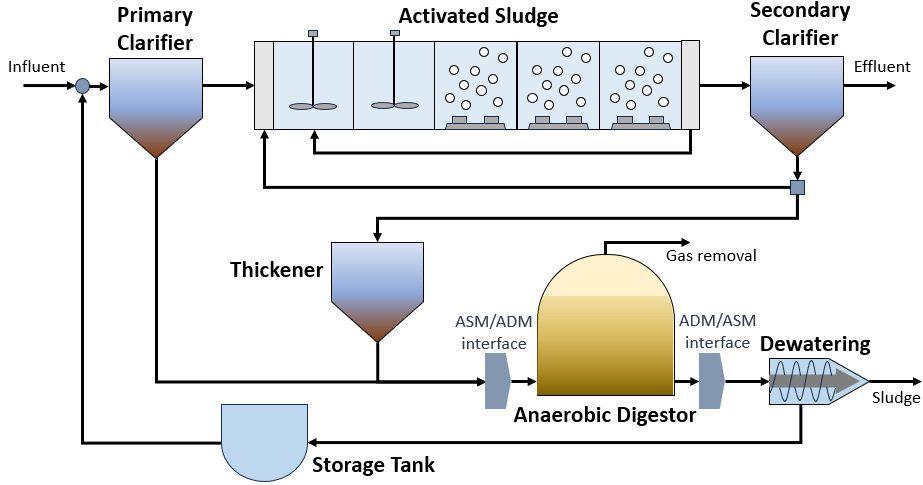 Primary
Clarifier
Activated Sludge
Secondary
Clarifier
Influent
Effluent
Thickener
Gas removal
ASM/ADM
interface
ADM/ASM
interface
Dewatering
Sludge
Anaerobic Digestor
Storage Tank